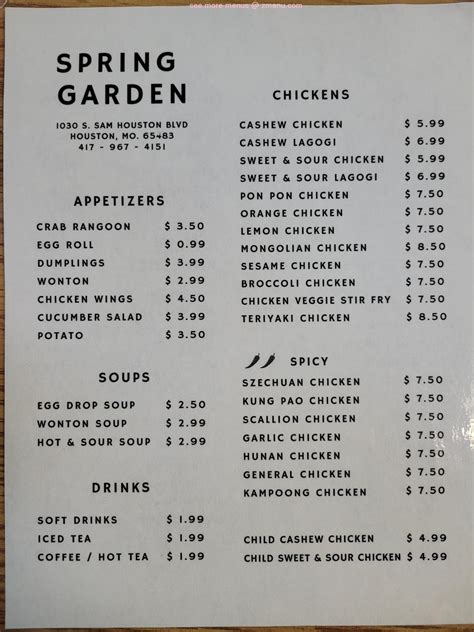 see more menus @ zmenu.com
SPRING
GARDEN
1030 S. SAM HOUSTON BLVD
HOUSTON, MO. 65483
417 - 967 - 4151
APPETIZERS
CRAB RANGOON $ 3.50
EGG ROLL $ 0.99
DUMPLINGS $ 3.99
WONTON $ 2.99
CHICKEN WINGS $ 4.50
CUCUMBER SALAD $ 3.99
POTATO $ 3.50
SOUPS
EGG DROP SOUP $ 2.50
WONTON SOUP $ 2.99
HOT & SOUR SOUP $ 2.99
DRINKS
SOFT DRINKS $ 1.99
ICED TEA $ 1.99
COFFEE / HOT TEA $ 1.99
CHICKENS
CASHEW CHICKEN $ 5.99
CASHEW LAGOGI $ 6.99
SWEET & SOUR CHICKEN $ 5.99
SWEET & SOUR LAGOGI $ 6.99
PON PON CHICKEN $ 7.50
ORANGE CHICKEN $ 7.50
LEMON CHICKEN $ 7.50
MONGOLIAN CHICKEN $ 8.50
SESAME CHICKEN $ 7.50
BROCCOLI CHICKEN $ 7.50
CHICKEN VEGGIE STIR FRY $ 7.50
TERIYAKI CHICKEN $ 8.50
SPICY
SZECHUAN CHICKEN $ 7.50
KUNG PAO CHICKEN $ 7.50
SCALLION CHICKEN $ 7.50
GARLIC CHICKEN $ 7.50
HUNAN CHICKEN $ 7.50
GENERAL CHICKEN $ 7.50
KAMPOONG CHICKEN $ 7.50
CHILD CASHEW CHICKEN $ 4.99
CHILD SWEET & SOUR CHICKEN $ 4.99